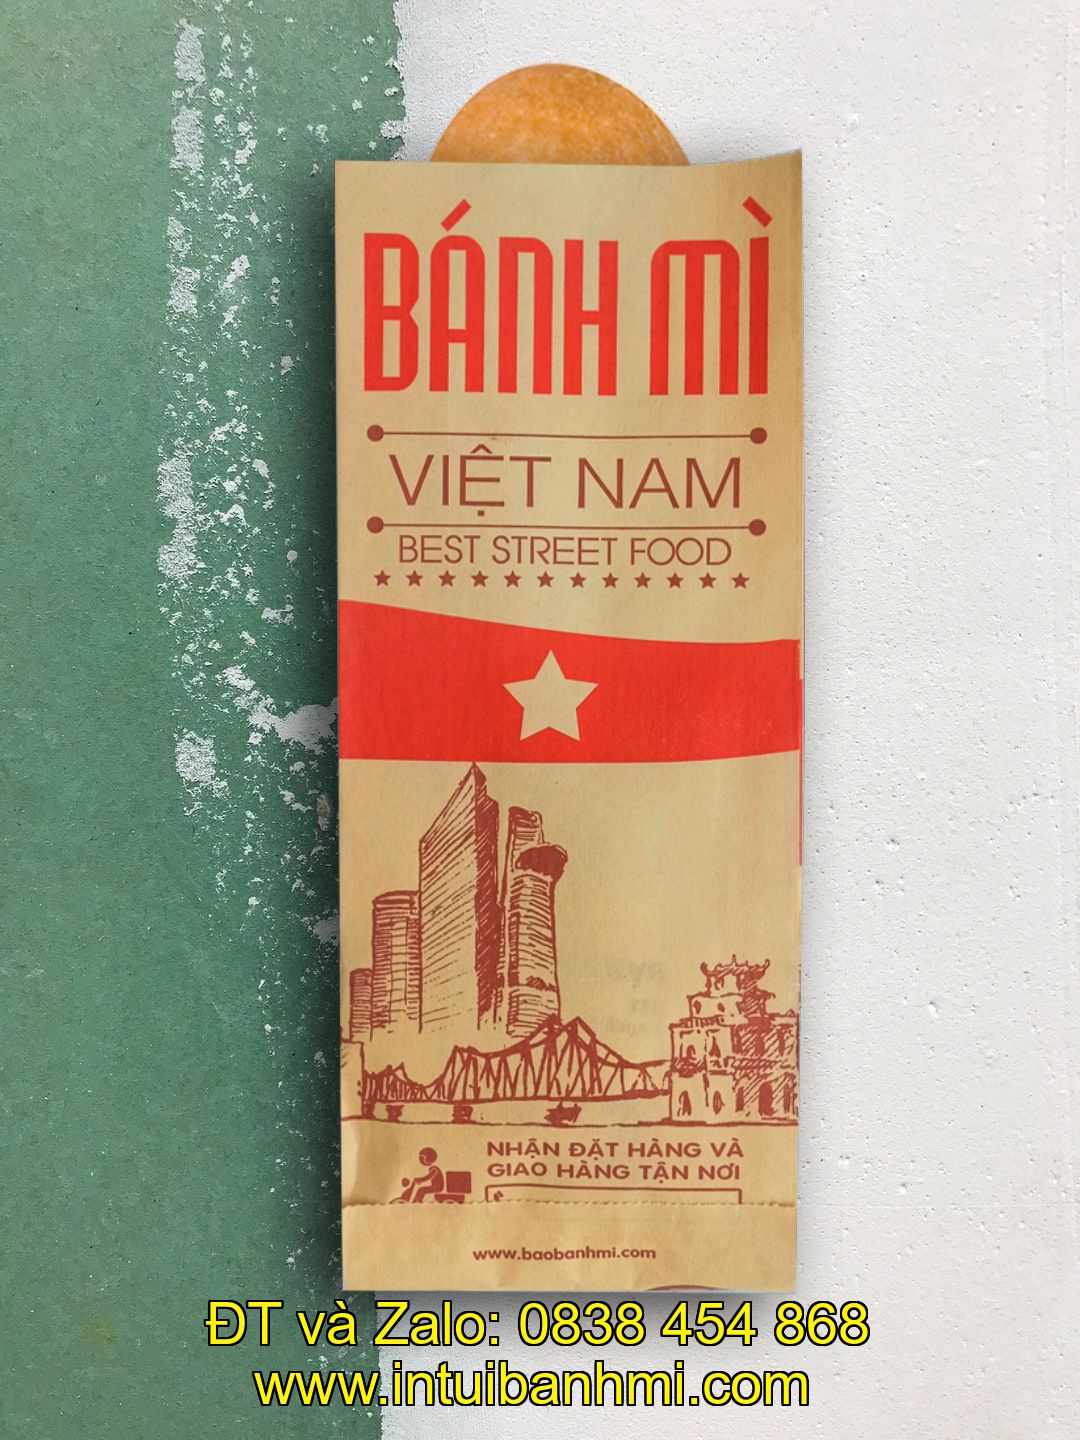 BÁNH MÌ
VIỆT NAM
BEST STREET FOOD
NHẬN ĐẶT HÀNG VÀ
GIAO HÀNG TẬN NƠI
www.baobanhmi.com
ĐT và Zalo: 0838 454 868
www.intuibanhmi.com